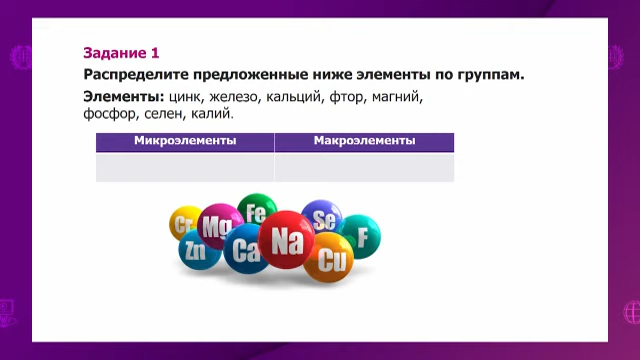 Задание 1
Распределите предложенные ниже элементы по группам.
Элементы: цинк, железо, кальций, фтор, магний,
фосфор, селен, калий.
Микроэлементы Макроэлементы
Cr Mg Fe Se F
Zn Ca Na Cu